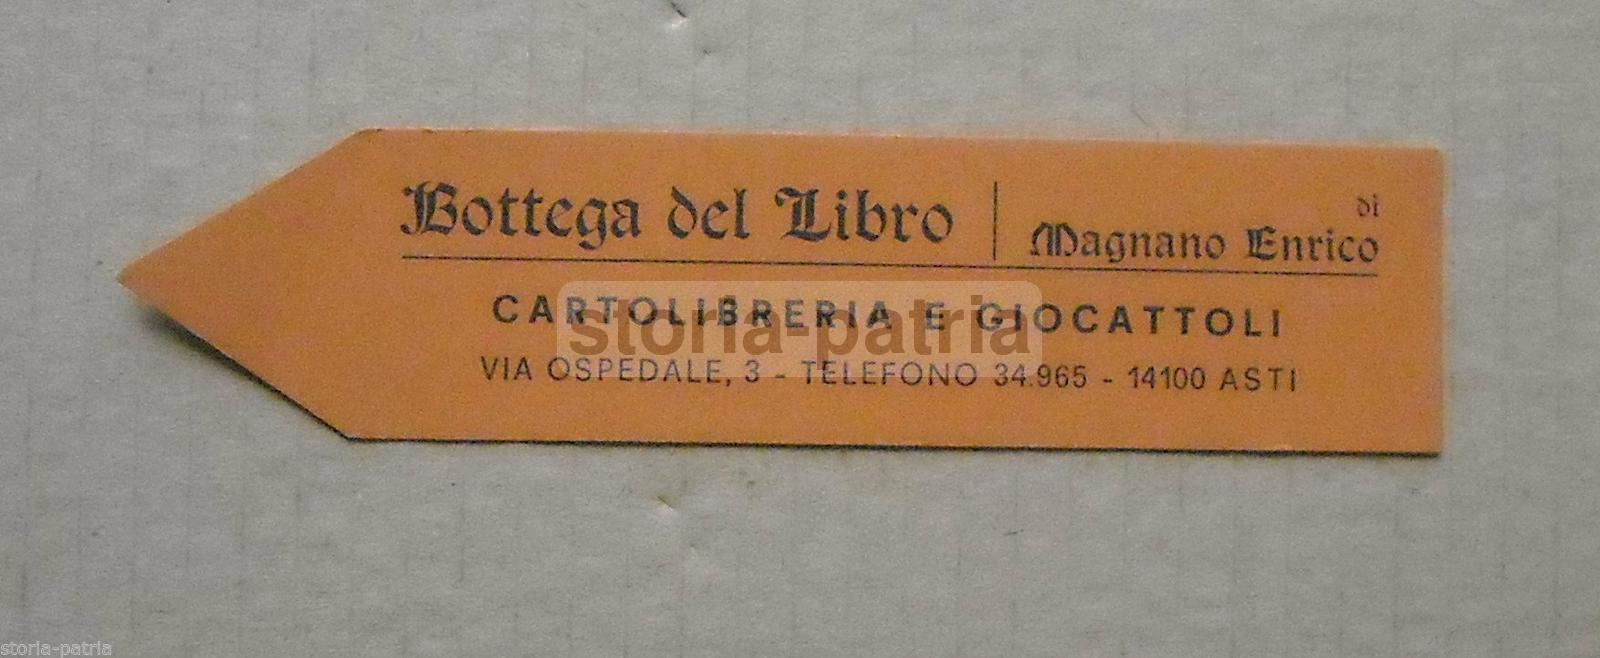 Bottega del Libro
di
Magnano Enrico
CARTOLIBRERIA E GIOCATTOLI
VIA OSPEDALE, 3 - TELEFONO 34.965 - 14100 ASTI
storia-patria
storia-patria